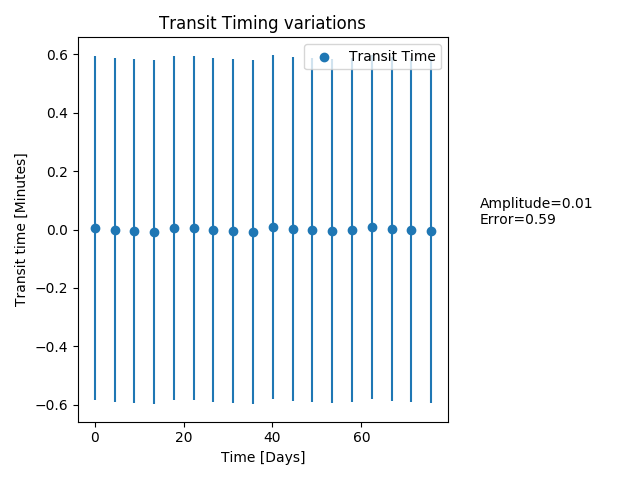 Transit Timing variations
Transit Time
Transit time [Minutes]
0.6
0.4
0.2
0.0
−0.2
−0.4
−0.6
0
20
40
60
Time [Days]
Amplitude=0.01
Error=0.59